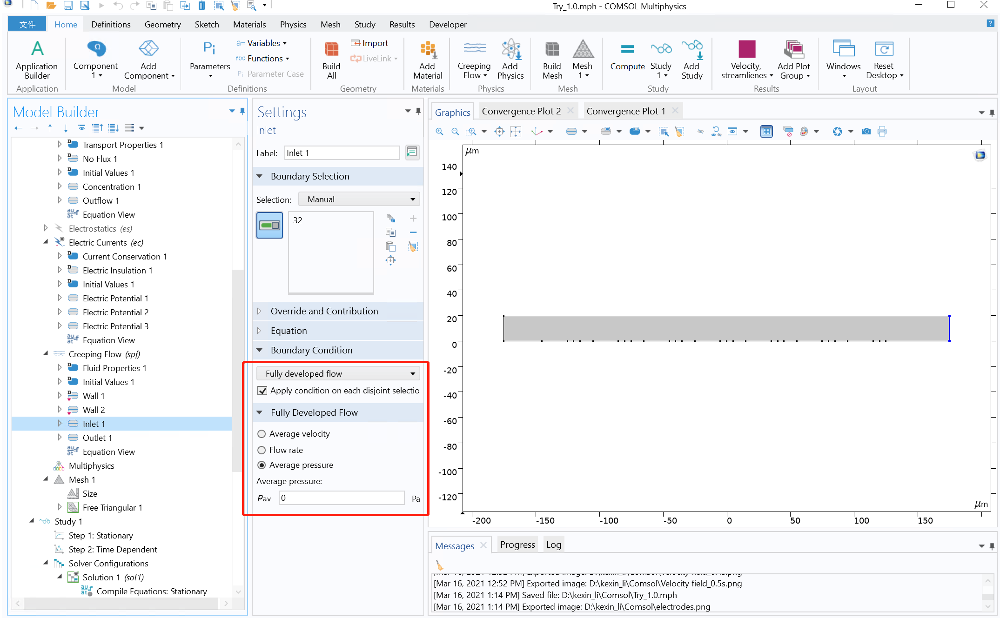 Try_1.0.mph - COMSOL Multiphysics
文件 Home Definitions Geometry Sketch Materials Physics Mesh Study Results Developer
Application Builder
Application
Component 1
Add Component
Model
Pi
Parameters
a= Variables
f(x) Functions
Pi Parameter Case
Definitions
Build All
Import
LiveLink
Geometry
Add Material
Materials
Creeping Flow
Add Physics
Physics
Build Mesh
Mesh 1
Mesh
Compute
Study 1
Add Study
Study
Velocity, streamlienes
Add Plot Group
Results
Windows
Reset Desktop
Layout
Model Builder
Transport Properties 1
No Flux 1
Initial Values 1
Concentration 1
Outflow 1
Equation View
Electrostatics (es)
Electric Currents (ec)
Current Conservation 1
Electric Insulation 1
Initial Values 1
Electric Potential 1
Electric Potential 2
Electric Potential 3
Equation View
Creeping Flow (spf)
Fluid Properties 1
Initial Values 1
Wall 1
Wall 2
Inlet 1
Outlet 1
Equation View
Multiphysics
Mesh 1
Size
Free Triangular 1
Study 1
Step 1: Stationary
Step 2: Time Dependent
Solver Configurations
Solution 1 (sol1)
Compile Equations: Stationary
Settings
Inlet
Label: Inlet 1
Boundary Selection
Selection: Manual
32
Override and Contribution
Equation
Boundary Condition
Fully developed flow
Apply condition on each disjoint selectio
Fully Developed Flow
Average velocity
Flow rate
Average pressure
Average pressure:
pav 0 Pa
Graphics Convergence Plot 2 Convergence Plot 1
μm
140
120
100
80
60
40
20
0
-20
-40
-60
-80
-100
-120
μm
-200 -150 -100 -50 0 50 100 150
Messages Progress Log
[Mar 16, 2021 12:52 PM] Exported image: D:\kexin_li\Comsol\Velocity field_0.5s.png
[Mar 16, 2021 1:14 PM] Saved file: D:\kexin_li\Comsol\Try_1.0.mph
[Mar 16, 2021 1:14 PM] Exported image: D:\kexin_li\Comsol\electrodes.png